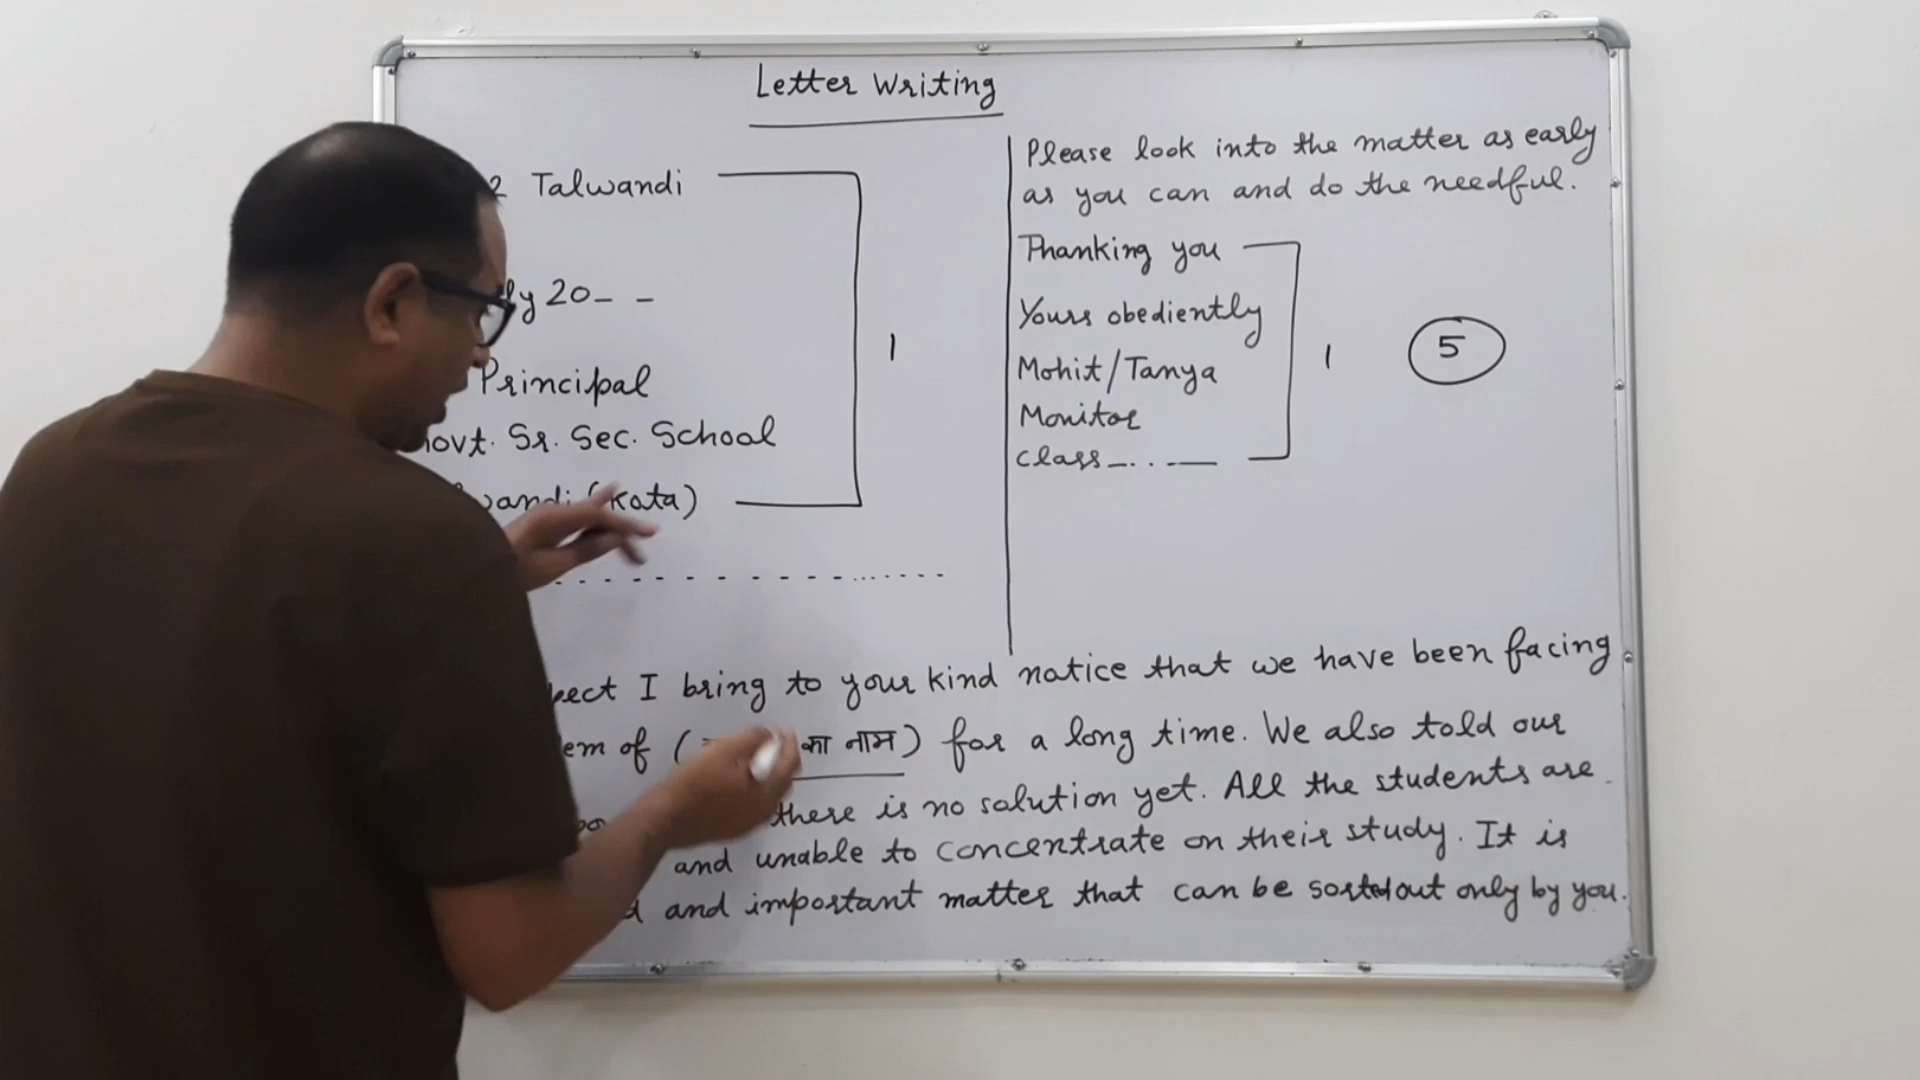 Letter Writing
2 Talwandi
20_ _
Principal
Sr. Sec. School
(Kota)
1
I bring to your kind notice that we have been facing
of ( का नाम) for a long time. We also told our
there is no solution yet. All the students are
and unable to concentrate on their study. It is
and important matter that can be sorted out only by you.
Please look into the matter as early
as you can and do the needful.
Thanking you
Yours obediently
Mohit/Tanya
Monitor
Class_..__
1
5